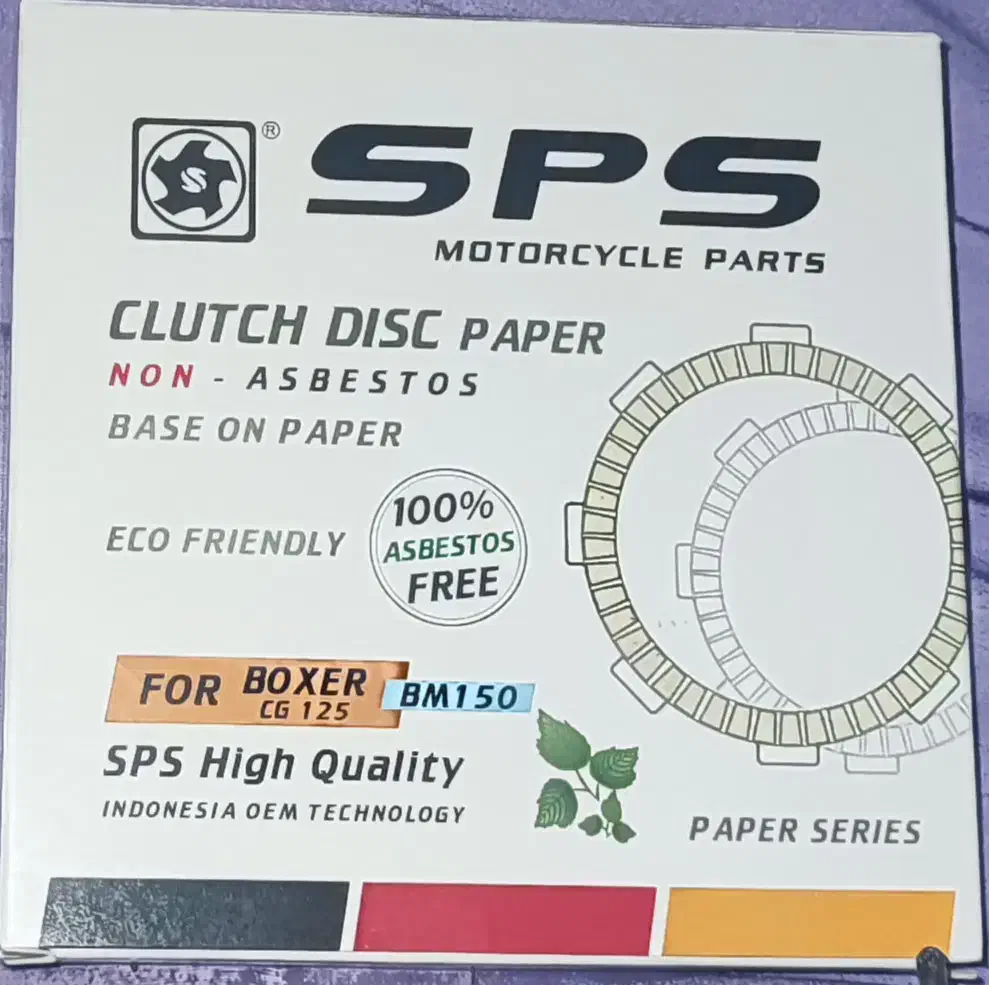 ®
SPS
MOTORCYCLE PARTS
CLUTCH DISC PAPER
NON - ASBESTOS
BASE ON PAPER
ECO FRIENDLY
100%
ASBESTOS
FREE
FOR BOXER
CG 125
BM150
SPS High Quality
INDONESIA OEM TECHNOLOGY
PAPER SERIES